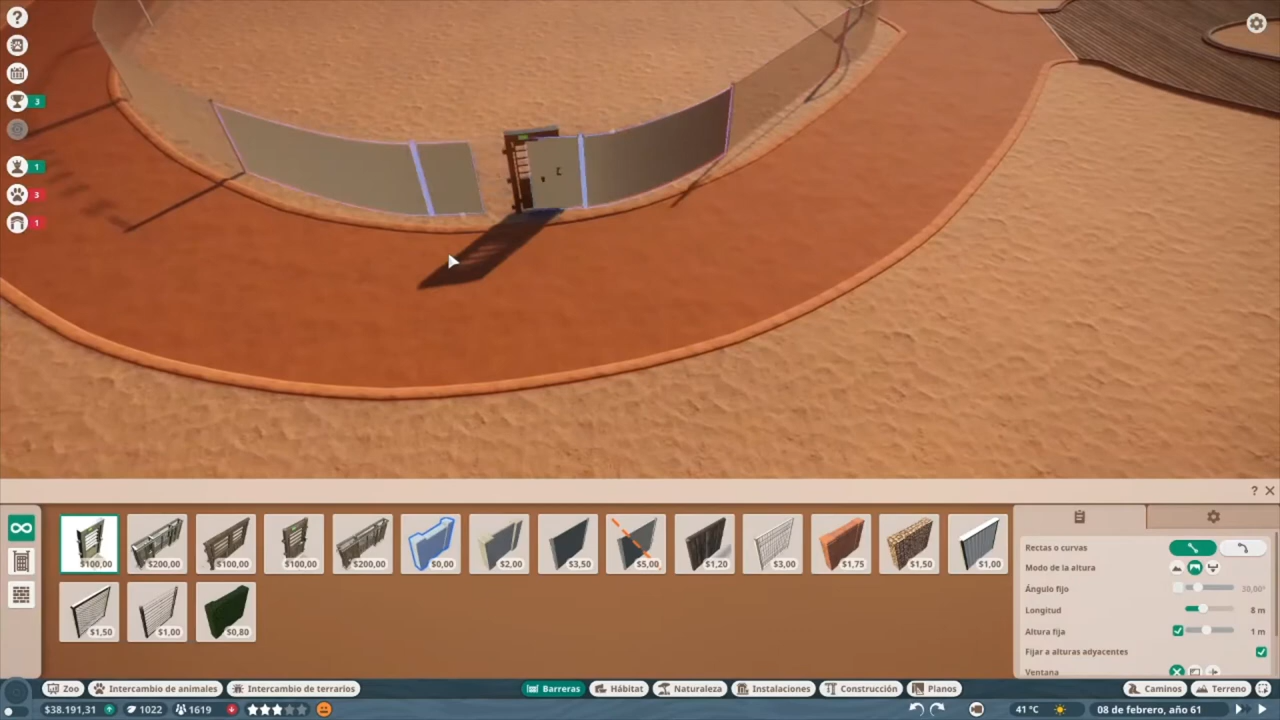 ?
3
1
3
1
? ×
$100,00 $200,00 $100,00 $100,00 $200,00 $0,00 $2,00 $3,50 $5,00 $1,20 $3,00 $1,75 $1,50 $1,00
$1,50 $1,00 $0,80
Rectas o curvas
Modo de la altura
Ángulo fijo 30,00°
Longitud 8 m
Altura fija 1 m
Fijar a alturas adyacentes
Ventana
Zoo Intercambio de animales Intercambio de terrarios Barreras Hábitat Naturaleza Instalaciones Construcción Planos Caminos Terreno
$38.191,31 1022 1619 41 °C 08 de febrero, año 61